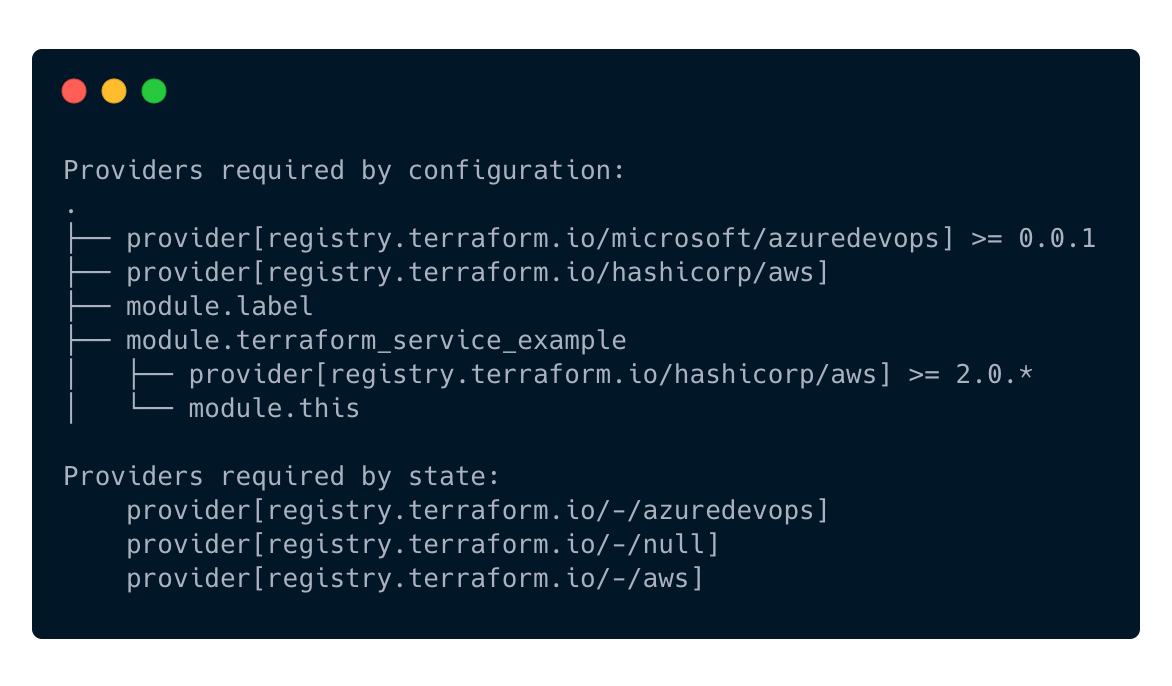 Providers required by configuration:
.
├── provider[registry.terraform.io/microsoft/azuredevops] >= 0.0.1
├── provider[registry.terraform.io/hashicorp/aws]
├── module.label
├── module.terraform_service_example
│   ├── provider[registry.terraform.io/hashicorp/aws] >= 2.0.*
│   └── module.this

Providers required by state:
    provider[registry.terraform.io/-/azuredevops]
    provider[registry.terraform.io/-/null]
    provider[registry.terraform.io/-/aws]